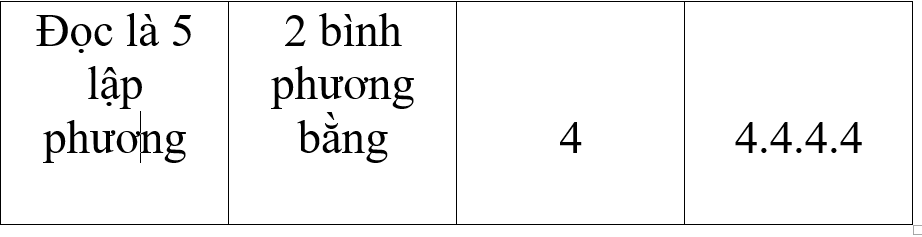 Đọc là 5
lập
phương
2 bình
phương
bằng
4
4.4.4.4